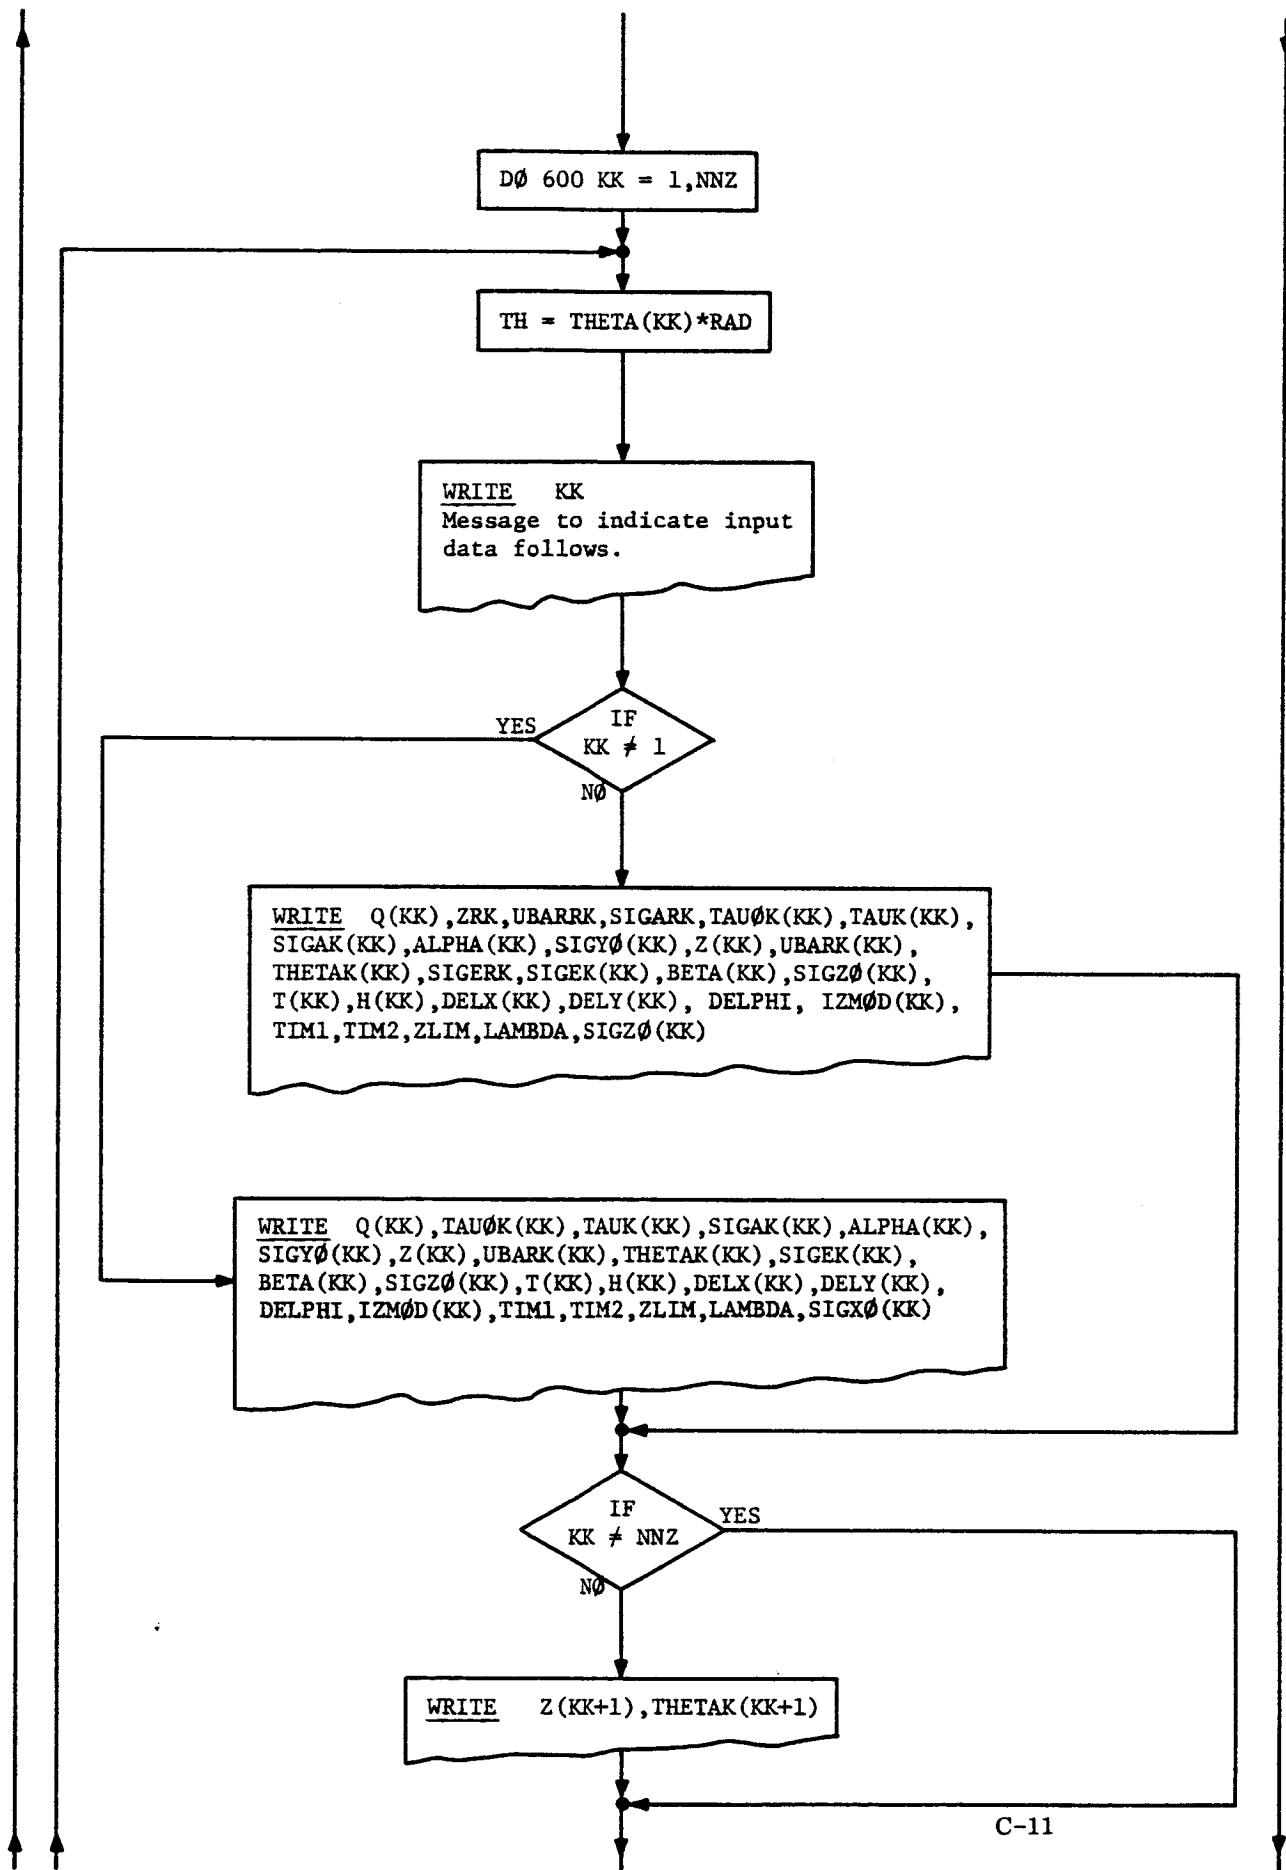 DØ 600 KK = 1,NNZ
TH = THETA(KK)*RAD
WRITE KK
Message to indicate input
data follows.
YES
IF
KK ≠ 1
NØ
WRITE Q(KK),ZRK,UBARRK,SIGARK,TAUØK(KK),TAUK(KK),
SIGAK(KK),ALPHA(KK),SIGYØ(KK),Z(KK),UBARK(KK),
THETAK(KK),SIGERK,SIGEK(KK),BETA(KK),SIGZØ(KK),
T(KK),H(KK),DELX(KK),DELY(KK), DELPHI, IZMØD(KK),
TIM1,TIM2,ZLIM,LAMBDA,SIGZØ(KK)
WRITE Q(KK),TAUØK(KK),TAUK(KK),SIGAK(KK),ALPHA(KK),
SIGYØ(KK),Z(KK),UBARK(KK),THETAK(KK),SIGEK(KK),
BETA(KK),SIGZØ(KK),T(KK),H(KK),DELX(KK),DELY(KK),
DELPHI,IZMØD(KK),TIM1,TIM2,ZLIM,LAMBDA,SIGXØ(KK)
IF
KK ≠ NNZ
YES
NØ
WRITE Z(KK+1),THETAK(KK+1)
C-11